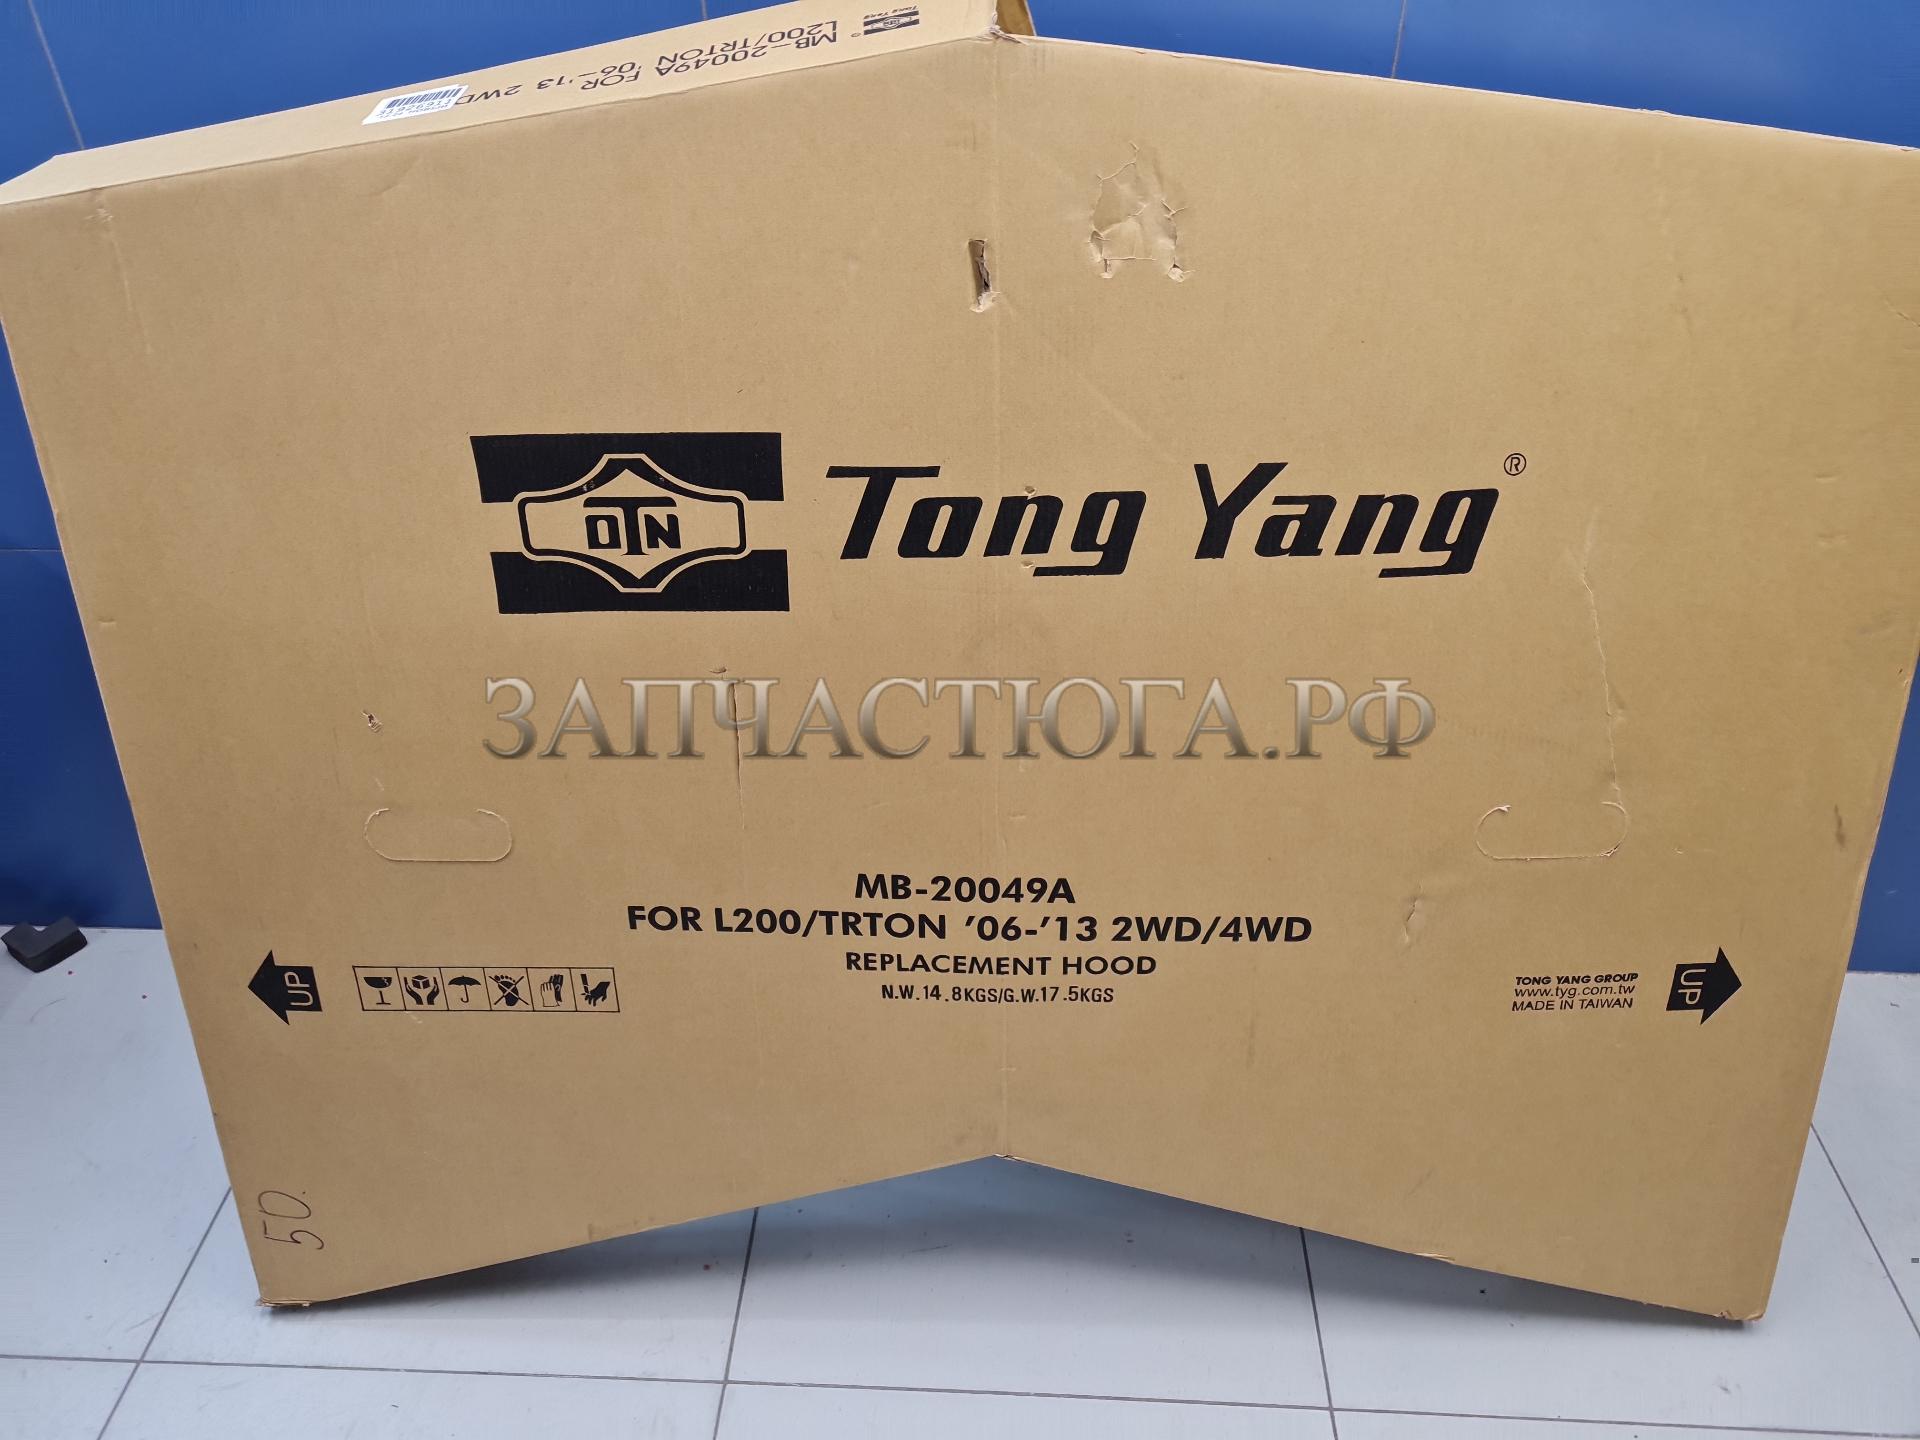 Tong Yang
MB-20049A FOR
L200/TRTON '06-'13 2WD
OTN
Tong Yang®
ЗАПЧАСТЮГА.РФ
MB-20049A
FOR L200/TRTON '06-'13 2WD/4WD
REPLACEMENT HOOD
N.W.14.8KGS/G.W.17.5KGS
UP
TONG YANG GROUP
www.tyg.com.tw
MADE IN TAIWAN
UP
50.